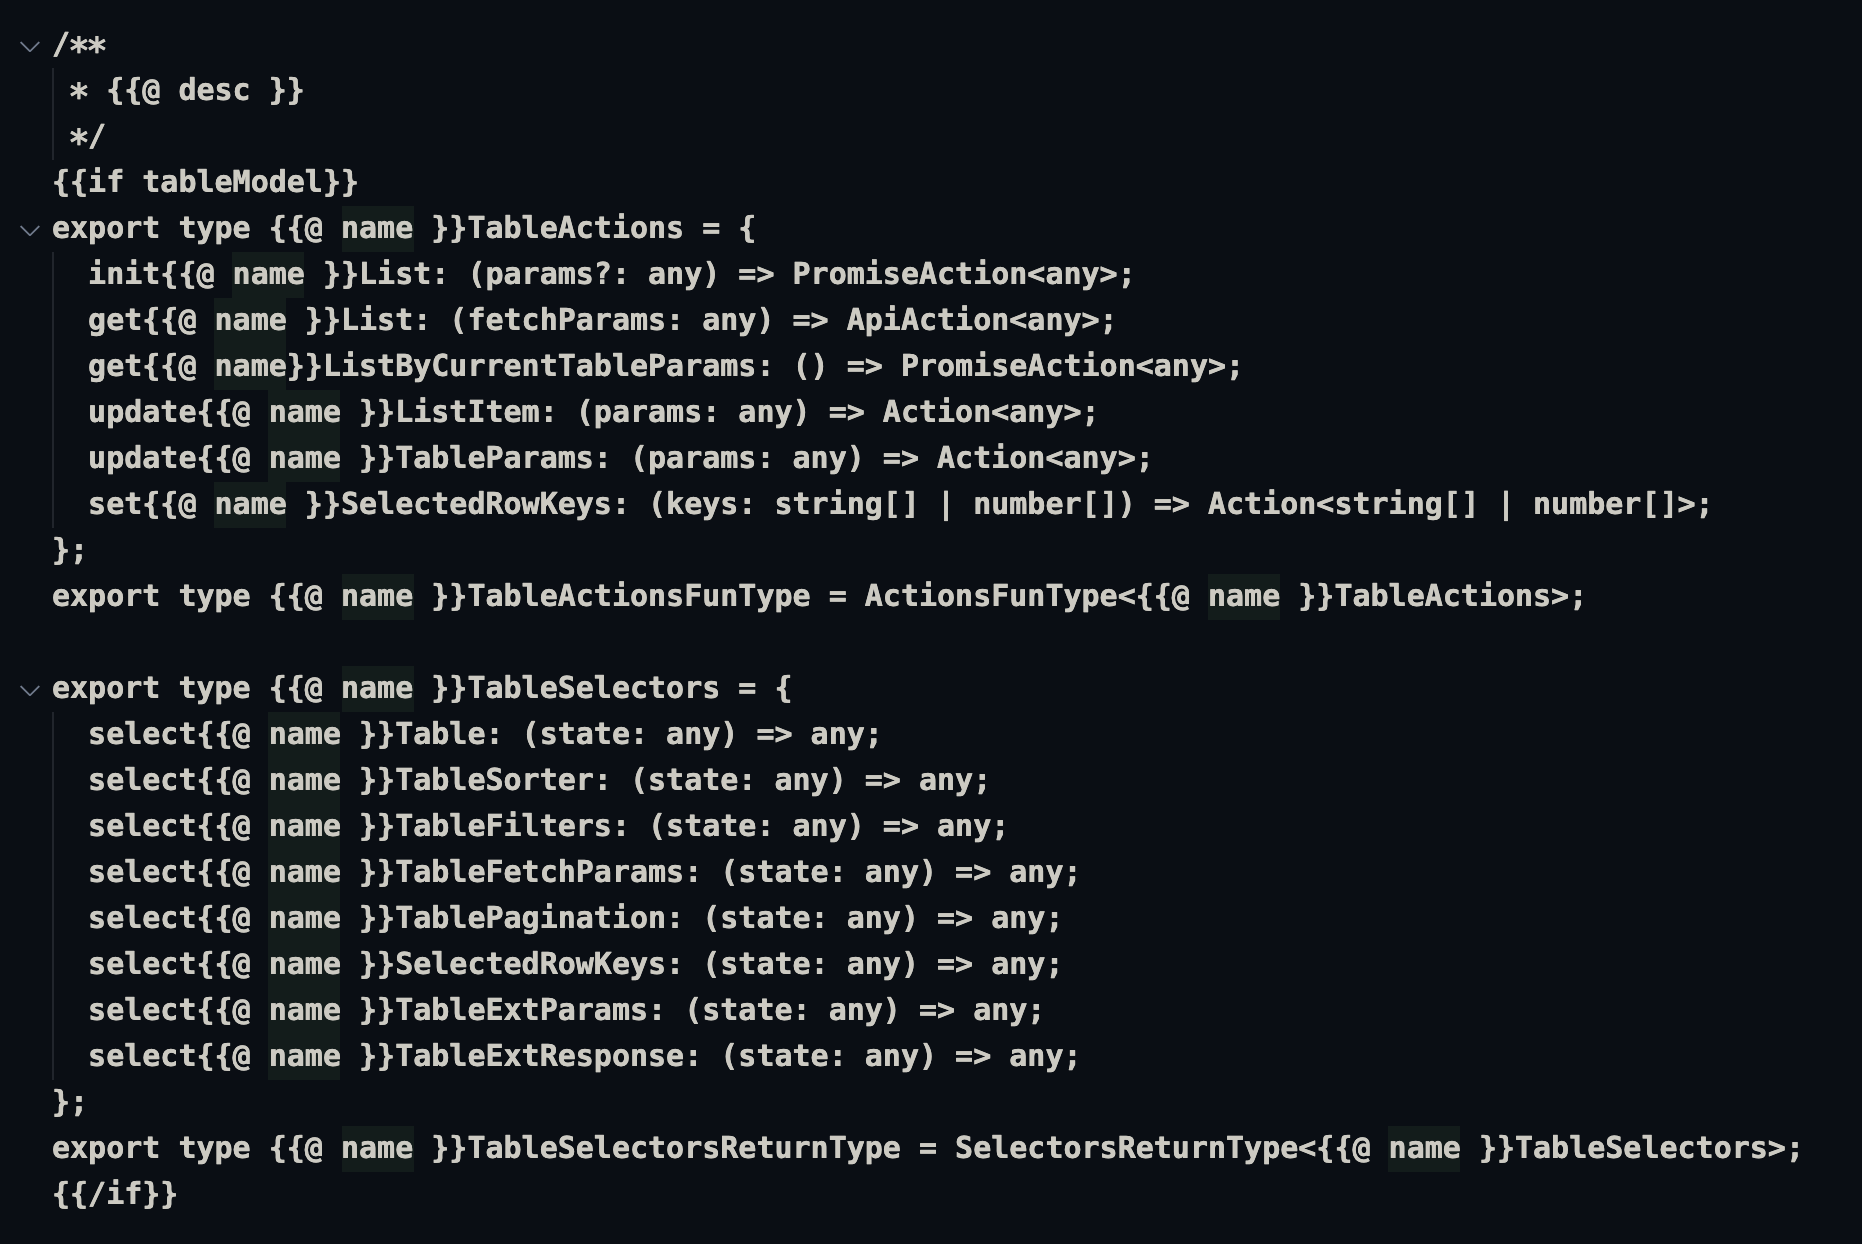 /**
 * {{@ desc }}
 */
{{if tableModel}}
export type {{@ name }}TableActions = {
  init{{@ name }}List: (params?: any) => PromiseAction<any>;
  get{{@ name }}List: (fetchParams: any) => ApiAction<any>;
  get{{@ name}}ListByCurrentTableParams: () => PromiseAction<any>;
  update{{@ name }}ListItem: (params: any) => Action<any>;
  update{{@ name }}TableParams: (params: any) => Action<any>;
  set{{@ name }}SelectedRowKeys: (keys: string[] | number[]) => Action<string[] | number[]>;
};
export type {{@ name }}TableActionsFunType = ActionsFunType<{{@ name }}TableActions>;

export type {{@ name }}TableSelectors = {
  select{{@ name }}Table: (state: any) => any;
  select{{@ name }}TableSorter: (state: any) => any;
  select{{@ name }}TableFilters: (state: any) => any;
  select{{@ name }}TableFetchParams: (state: any) => any;
  select{{@ name }}TablePagination: (state: any) => any;
  select{{@ name }}SelectedRowKeys: (state: any) => any;
  select{{@ name }}TableExtParams: (state: any) => any;
  select{{@ name }}TableExtResponse: (state: any) => any;
};
export type {{@ name }}TableSelectorsReturnType = SelectorsReturnType<{{@ name }}TableSelectors>;
{{/if}}